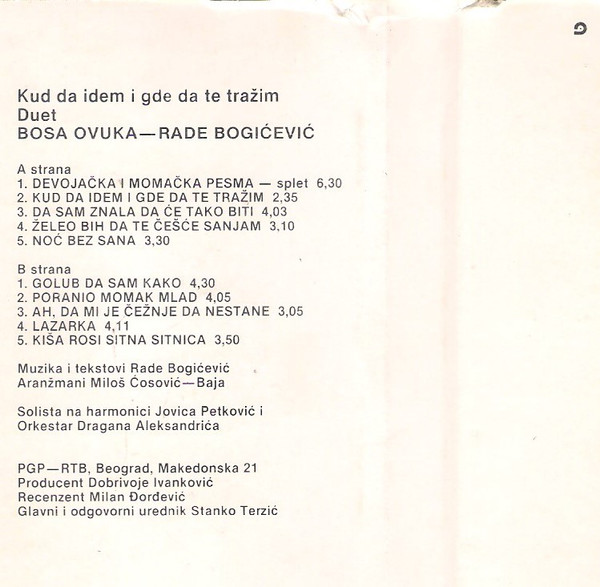 Kud da idem i gde da te tražim
Duet
BOSA OVUKA—RADE BOGIĆEVIĆ
A strana
1. DEVOJAČKA I MOMAČKA PESMA — splet 6,30
2. KUD DA IDEM I GDE DA TE TRAŽIM 2,35
3. DA SAM ZNALA DA ĆE TAKO BITI 4,03
4. ŽELEO BIH DA TE ČEŠĆE SANJAM 3,10
5. NOĆ BEZ SANA 3,30
B strana
1. GOLUB DA SAM KAKO 4,30
2. PORANIO MOMAK MLAD 4,05
3. AH, DA MI JE ČEŽNJE DA NESTANE 3,05
4. LAZARKA 4,11
5. KIŠA ROSI SITNA SITNICA 3,50
Muzika i tekstovi Rade Bogićević
Aranžmani Miloš Ćosović—Baja
Solista na harmonici Jovica Petković i
Orkestar Dragana Aleksandrića
PGP—RTB, Beograd, Makedonska 21
Producent Dobrivoje Ivanković
Recenzent Milan Đorđević
Glavni i odgovorni urednik Stanko Terzić